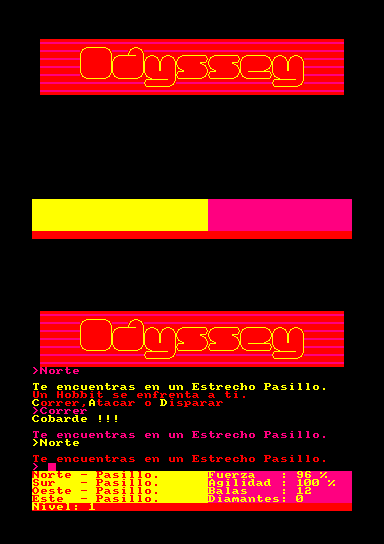 Odyssey
Odyssey
>Norte
Te encuentras en un Estrecho Pasillo.
Un Hobbit se enfrenta a ti.
Correr,Atacar o Disparar
>Correr
Cobarde !!!
Te encuentras en un Estrecho Pasillo.
>Norte
Te encuentras en un Estrecho Pasillo.
>
Norte - Pasillo. Fuerza : 96 %
Sur - Pasillo. Agilidad : 100 %
Oeste - Pasillo. Balas : 12
Este - Pasillo. Diamantes: 0
Nivel: 1